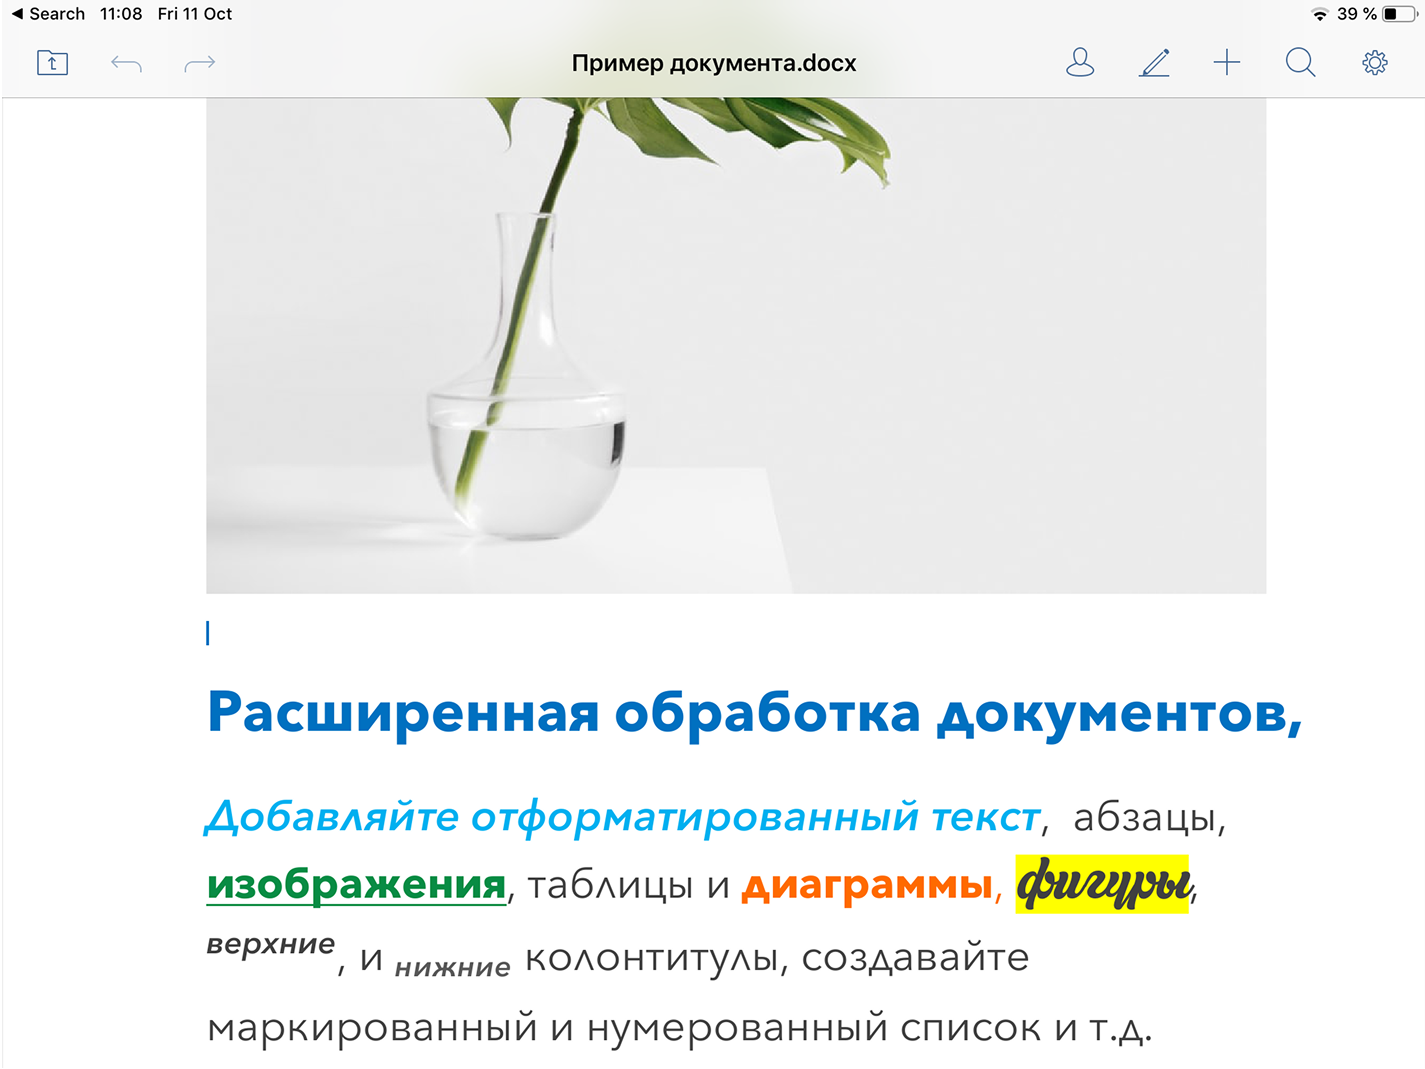 Search 11:08 Fri 11 Oct 39 %
Пример документа.docx
Расширенная обработка документов,
Добавляйте отформатированный текст, абзацы,
изображения, таблицы и диаграммы, фигуры,
верхние, и нижние колонтитулы, создавайте
маркированный и нумерованный список и т.д.